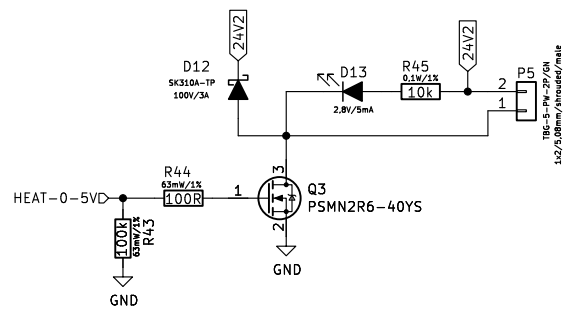 24V2
D12
SK310A-TP
100V/3A
D13
2,8V/5mA
R45
0,1W/1%
10k
24V2
P5
2
1
TBG-5-PW-2P/GN
1x2/5,08mm/shrouded/male
HEAT-0-5V
R44
63mW/1%
100R
1
3
2
Q3
PSMN2R6-40YS
100k
63mW/1%
R43
GND
GND